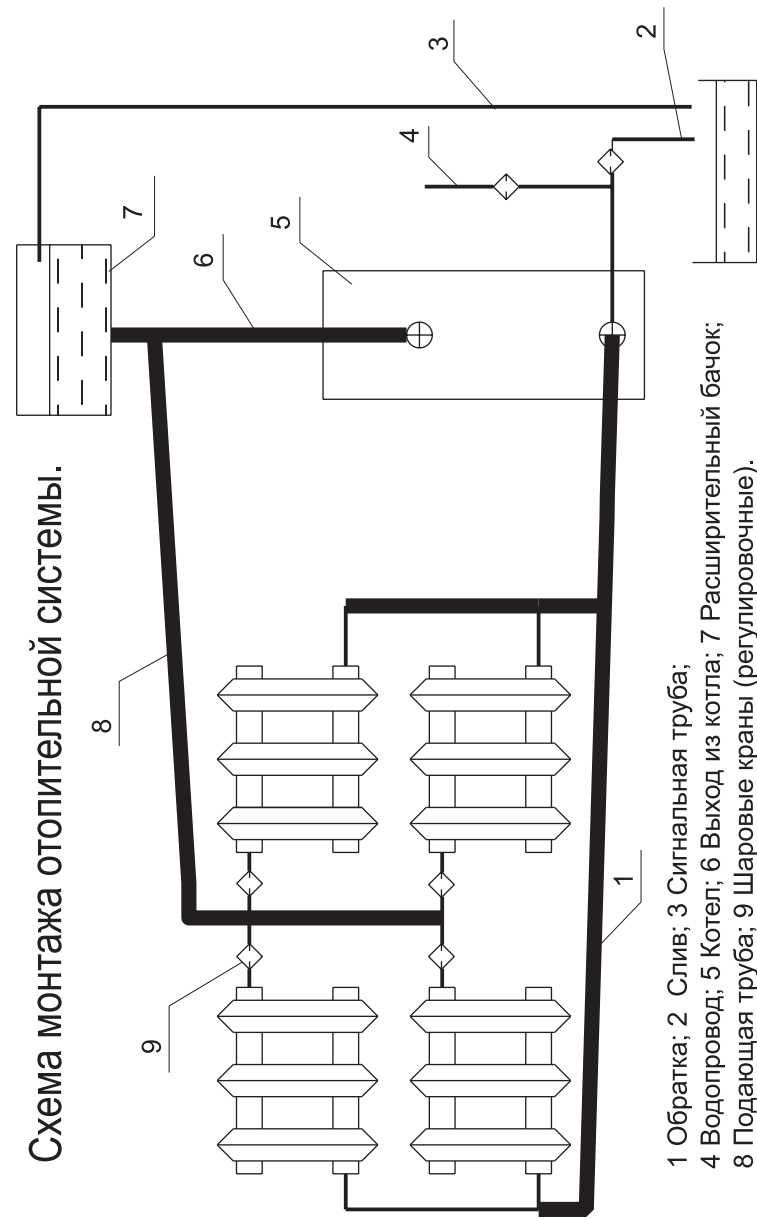 Схема монтажа отопительной системы.
3
2
4
7
5
6
8
9
1
1 Обратка; 2 Слив; 3 Сигнальная труба;
4 Водопровод; 5 Котел; 6 Выход из котла; 7 Расширительный бачок;
8 Подающая труба; 9 Шаровые краны (регулировочные).